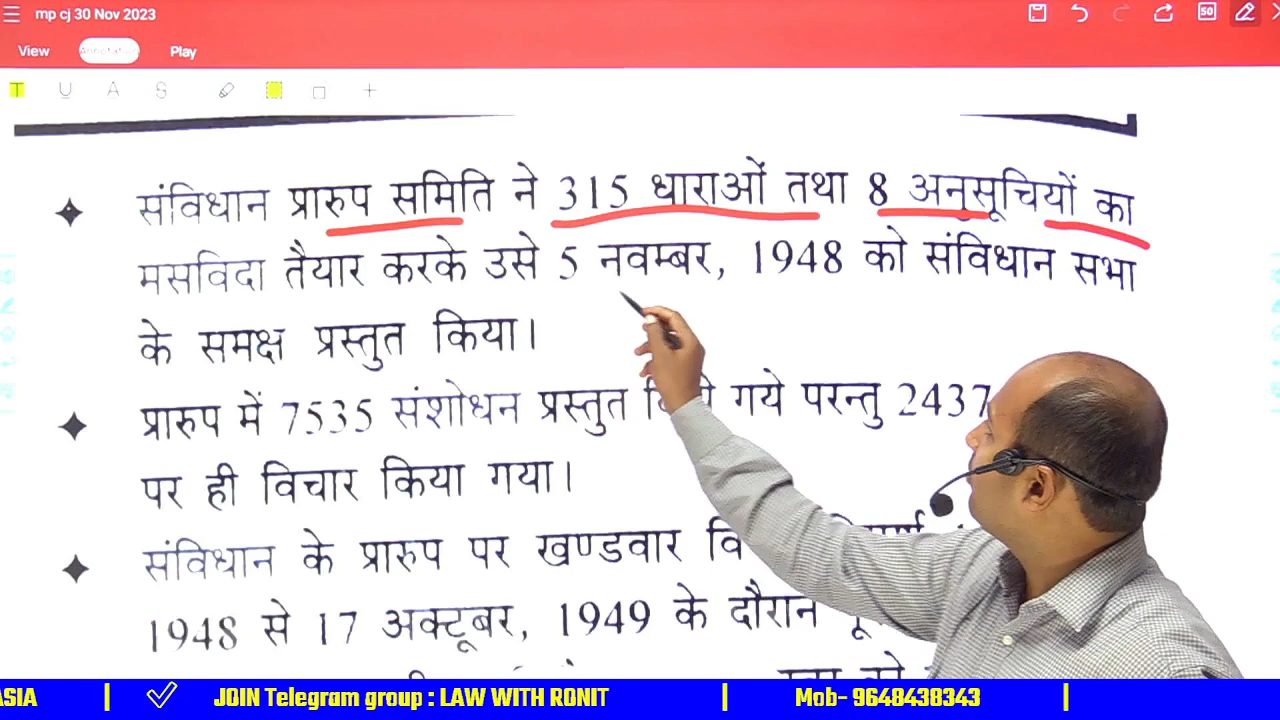 mp cj 30 Nov 2023
50
View Annotation Play
T U A S
संविधान प्रारुप समिति ने 315 धाराओं तथा 8 अनुसूचियों का
मसविदा तैयार करके उसे 5 नवम्बर, 1948 को संविधान सभा
के समक्ष प्रस्तुत किया।
प्रारुप में 7535 संशोधन प्रस्तुत गये परन्तु 2437
पर ही विचार किया गया।
संविधान के प्रारुप पर खण्डवार
1948 से 17 अक्टूबर, 1949 के दौरान
ASIA | JOIN Telegram group : LAW WITH RONIT | Mob- 9648438343 |